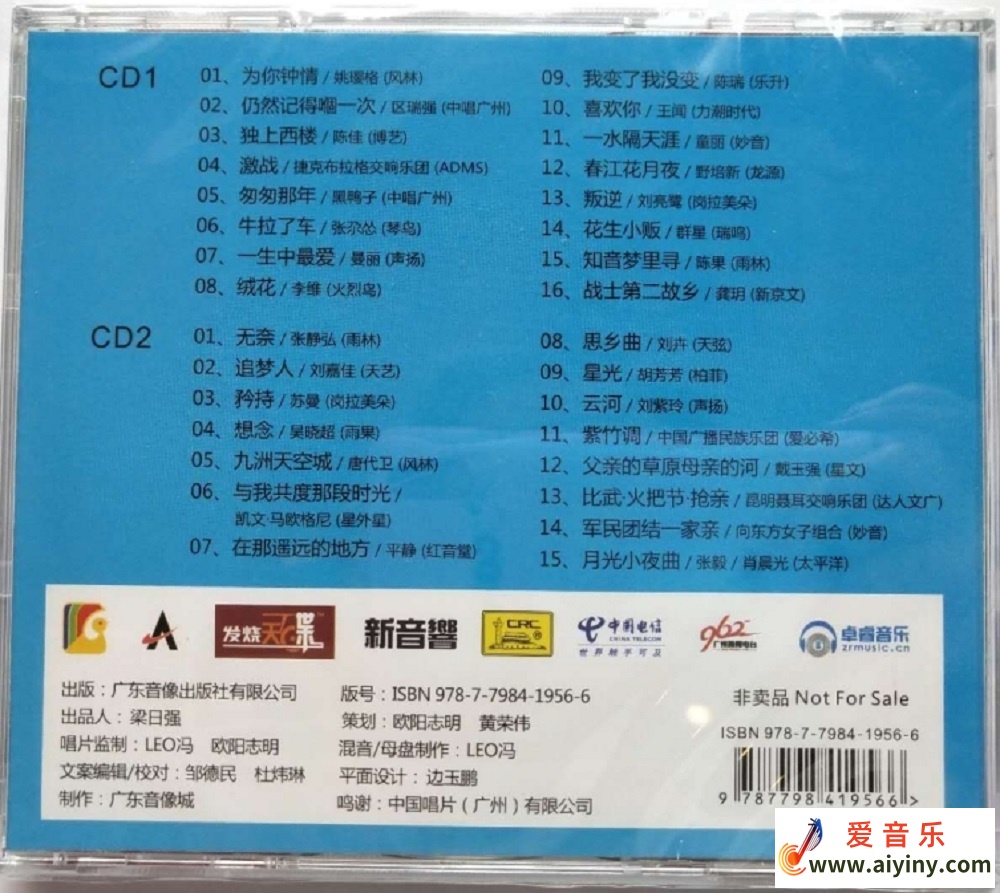 CD1
01、为你钟情 / 姚璎格 (风林)
02、仍然记得嗰一次 / 区瑞强 (中唱广州)
03、独上西楼 / 陈佳 (博艺)
04、激战 / 捷克布拉格交响乐团 (ADMS)
05、匆匆那年 / 黑鸭子 (中唱广州)
06、牛拉了车 / 张尕怂 (琴鸟)
07、一生中最爱 / 曼丽 (声扬)
08、绒花 / 李维 (火烈鸟)
09、我变了我没变 / 陈瑞 (乐升)
10、喜欢你 / 王闻 (力潮时代)
11、一水隔天涯 / 童丽 (妙音)
12、春江花月夜 / 野培新 (龙源)
13、叛逆 / 刘亮鹭 (岗拉美朵)
14、花生小贩 / 群星 (瑞鸣)
15、知音梦里寻 / 陈果 (雨林)
16、战士第二故乡 / 龚玥 (新京文)
CD2
01、无奈 / 张静弘 (雨林)
02、追梦人 / 刘嘉佳 (天艺)
03、矜持 / 苏曼 (岗拉美朵)
04、想念 / 吴晓超 (雨果)
05、九洲天空城 / 唐代卫 (风林)
06、与我共度那段时光 /
凯文·马欧格尼 (星外星)
07、在那遥远的地方 / 平静 (红音堂)
08、思乡曲 / 刘卉 (天弦)
09、星光 / 胡芳芳 (柏菲)
10、云河 / 刘紫玲 (声扬)
11、紫竹调 / 中国广播民族乐团 (爱必希)
12、父亲的草原母亲的河 / 戴玉强 (星文)
13、比武·火把节·抢亲 / 昆明聂耳交响乐团 (达人文广)
14、军民团结一家亲 / 向东方女子组合 (妙音)
15、月光小夜曲 / 张毅 / 肖晨光 (太平洋)
发烧天碟
新音響
CRC
中国电信
CHINA TELECOM
世界触手可及
962
卓睿音乐
zrmusic.cn
出版：广东音像出版社有限公司
出品人：梁日强
唱片监制：LEO冯 欧阳志明
文案编辑/校对：邹德民 杜炜琳
制作：广东音像城
版号：ISBN 978-7-7984-1956-6
策划：欧阳志明 黄荣伟
混音/母盘制作：LEO冯
平面设计：边玉鹏
鸣谢：中国唱片（广州）有限公司
非卖品 Not For Sale
ISBN 978-7-7984-1956-6
9 787798 419566 >
爱音乐
www.aiyiny.com